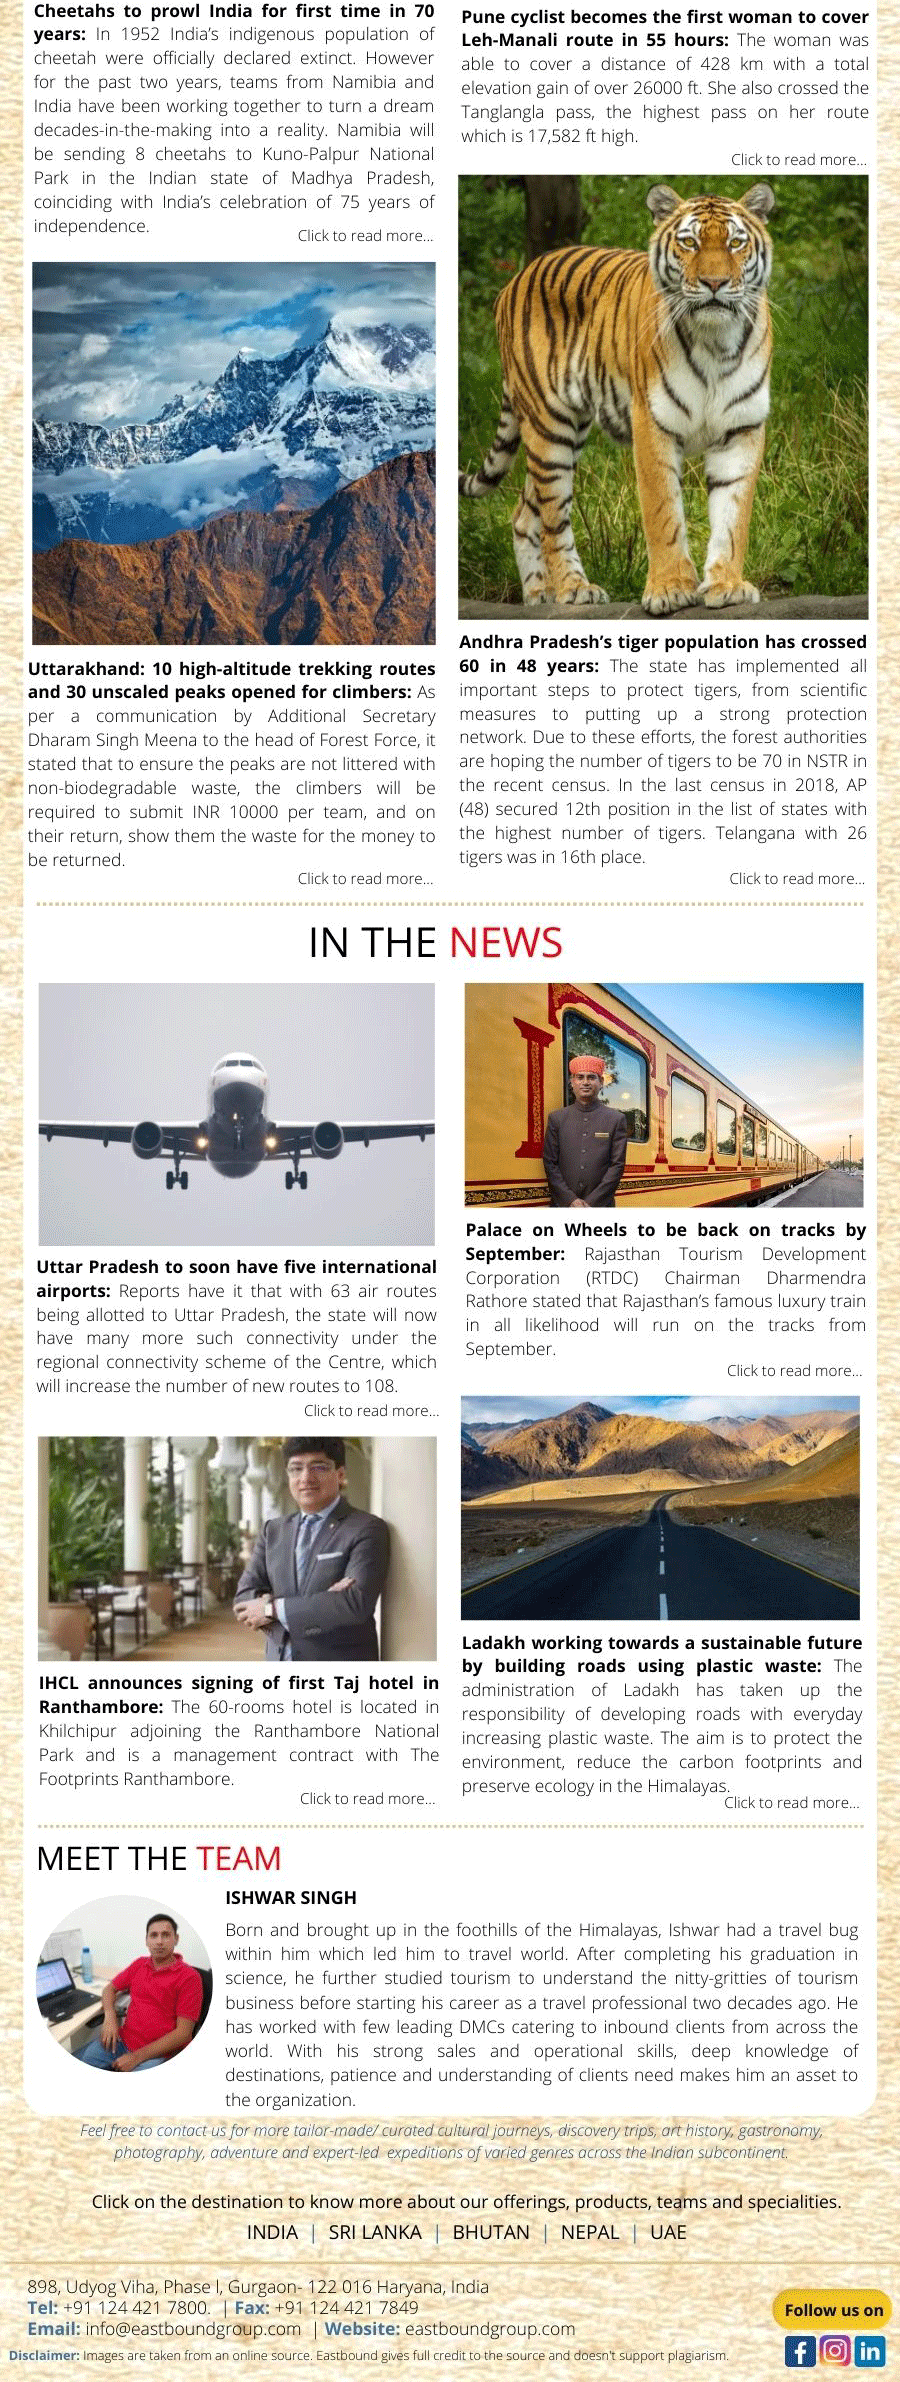 Cheetahs to prowl India for first time in 70
years: In 1952 India's indigenous population of
cheetah were officially declared extinct. However
for the past two years, teams from Namibia and
India have been working together to turn a dream
decades-in-the-making into a reality. Namibia will
be sending 8 cheetahs to Kuno-Palpur National
Park in the Indian state of Madhya Pradesh,
coinciding with India's celebration of 75 years of
independence.
Click to read more...
Uttarakhand: 10 high-altitude trekking routes
and 30 unscaled peaks opened for climbers: As
per a communication by Additional Secretary
Dharam Singh Meena to the head of Forest Force, it
stated that to ensure the peaks are not littered with
non-biodegradable waste, the climbers will be
required to submit INR 10000 per team, and on
their return, show them the waste for the money to
be returned.
Click to read more...
Pune cyclist becomes the first woman to cover
Leh-Manali route in 55 hours: The woman was
able to cover a distance of 428 km with a total
elevation gain of over 26000 ft. She also crossed the
Tanglangla pass, the highest pass on her route
which is 17,582 ft high.
Click to read more...
Andhra Pradesh's tiger population has crossed
60 in 48 years: The state has implemented all
important steps to protect tigers, from scientific
measures to putting up a strong protection
network. Due to these efforts, the forest authorities
are hoping the number of tigers to be 70 in NSTR in
the recent census. In the last census in 2018, AP
(48) secured 12th position in the list of states with
the highest number of tigers. Telangana with 26
tigers was in 16th place.
Click to read more...
IN THE NEWS
Uttar Pradesh to soon have five international
airports: Reports have it that with 63 air routes
being allotted to Uttar Pradesh, the state will now
have many more such connectivity under the
regional connectivity scheme of the Centre, which
will increase the number of new routes to 108.
Click to read more...
IHCL announces signing of first Taj hotel in
Ranthambore: The 60-rooms hotel is located in
Khilchipur adjoining the Ranthambore National
Park and is a management contract with The
Footprints Ranthambore.
Click to read more...
Palace on Wheels to be back on tracks by
September: Rajasthan Tourism Development
Corporation (RTDC) Chairman Dharmendra
Rathore stated that Rajasthan's famous luxury train
in all likelihood will run on the tracks from
September.
Click to read more...
Ladakh working towards a sustainable future
by building roads using plastic waste: The
administration of Ladakh has taken up the
responsibility of developing roads with everyday
increasing plastic waste. The aim is to protect the
environment, reduce the carbon footprints and
preserve ecology in the Himalayas.
Click to read more...
MEET THE TEAM
ISHWAR SINGH
Born and brought up in the foothills of the Himalayas, Ishwar had a travel bug
within him which led him to travel world. After completing his graduation in
science, he further studied tourism to understand the nitty-gritties of tourism
business before starting his career as a travel professional two decades ago. He
has worked with few leading DMCs catering to inbound clients from across the
world. With his strong sales and operational skills, deep knowledge of
destinations, patience and understanding of clients need makes him an asset to
the organization.
Feel free to contact us for more tailor-made/ curated cultural journeys, discovery trips, art history, gastronomy,
photography, adventure and expert-led expeditions of varied genres across the Indian subcontinent.
Click on the destination to know more about our offerings, products, teams and specialities.
INDIA | SRI LANKA | BHUTAN | NEPAL | UAE
898, Udyog Viha, Phase l, Gurgaon- 122 016 Haryana, India
Tel: +91 124 421 7800. | Fax: +91 124 421 7849
Email: info@eastboundgroup.com | Website: eastboundgroup.com
Disclaimer: Images are taken from an online source. Eastbound gives full credit to the source and doesn't support plagiarism.
Follow us on